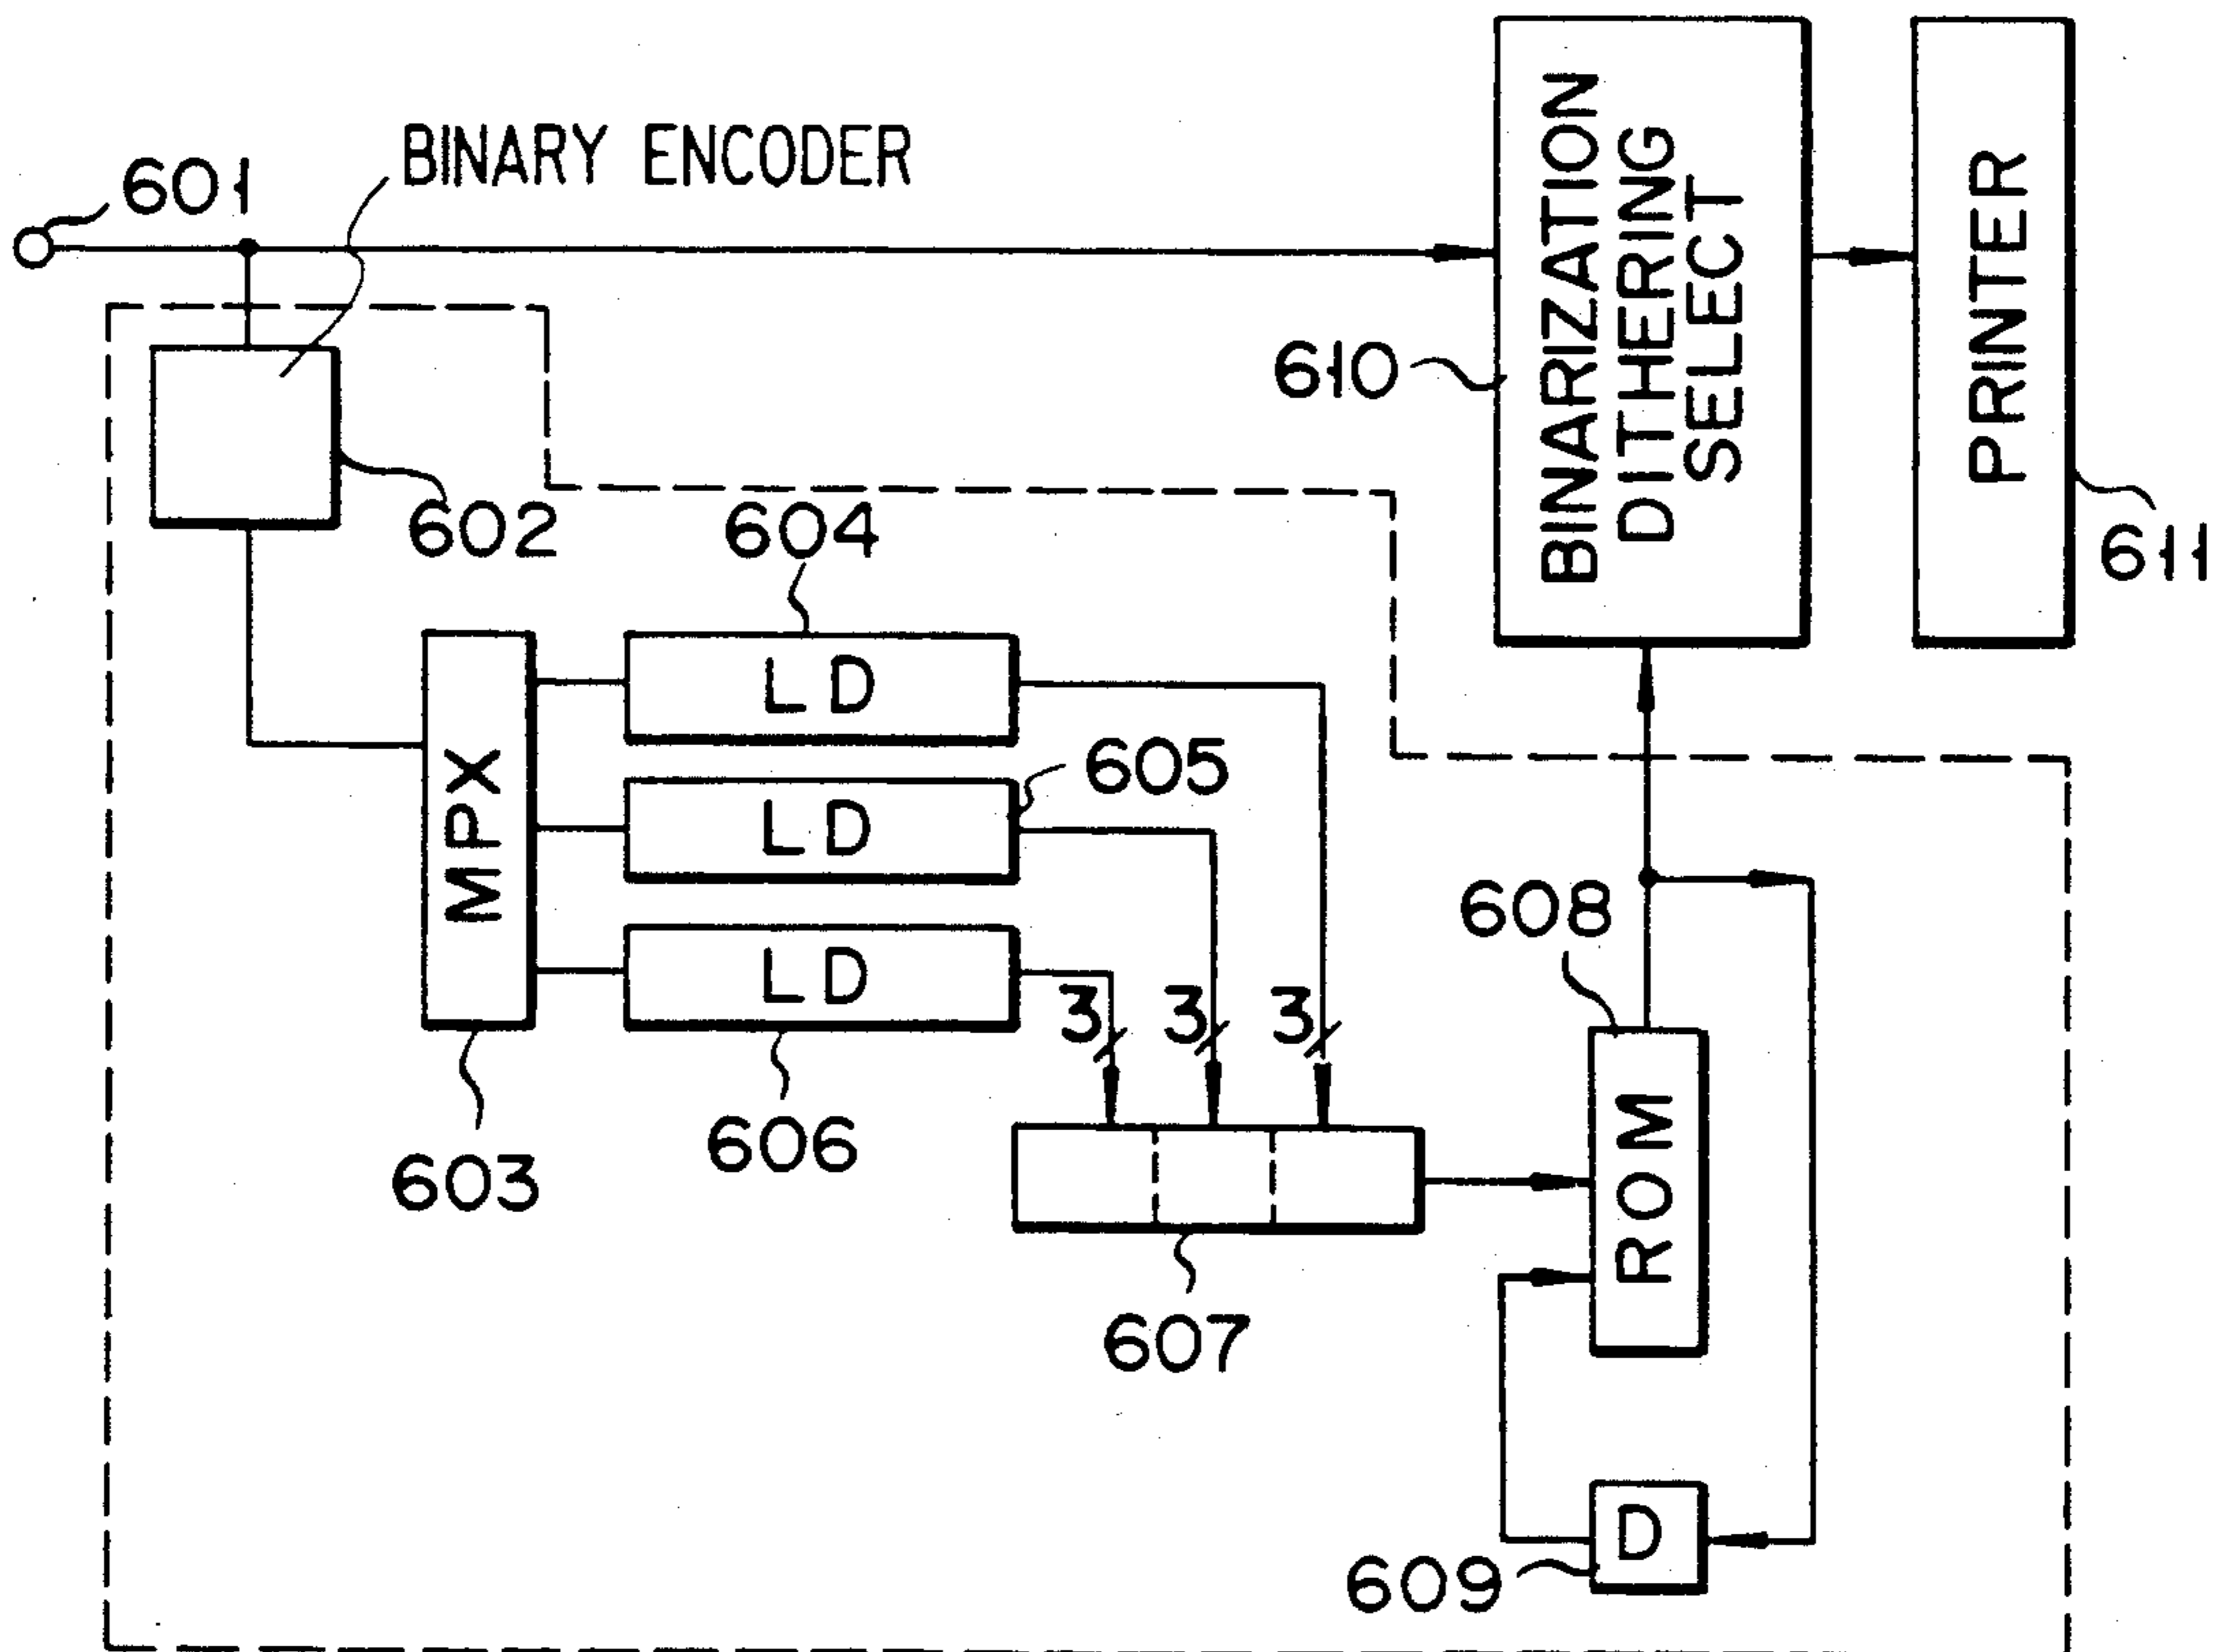 BINARY ENCODER
601
602
604
LD
605
LD
LD
MPX
603
606
3
3
3
607
608
ROM
D
609
610
BINARIZATION
DITHERING
SELECT
PRINTER
611